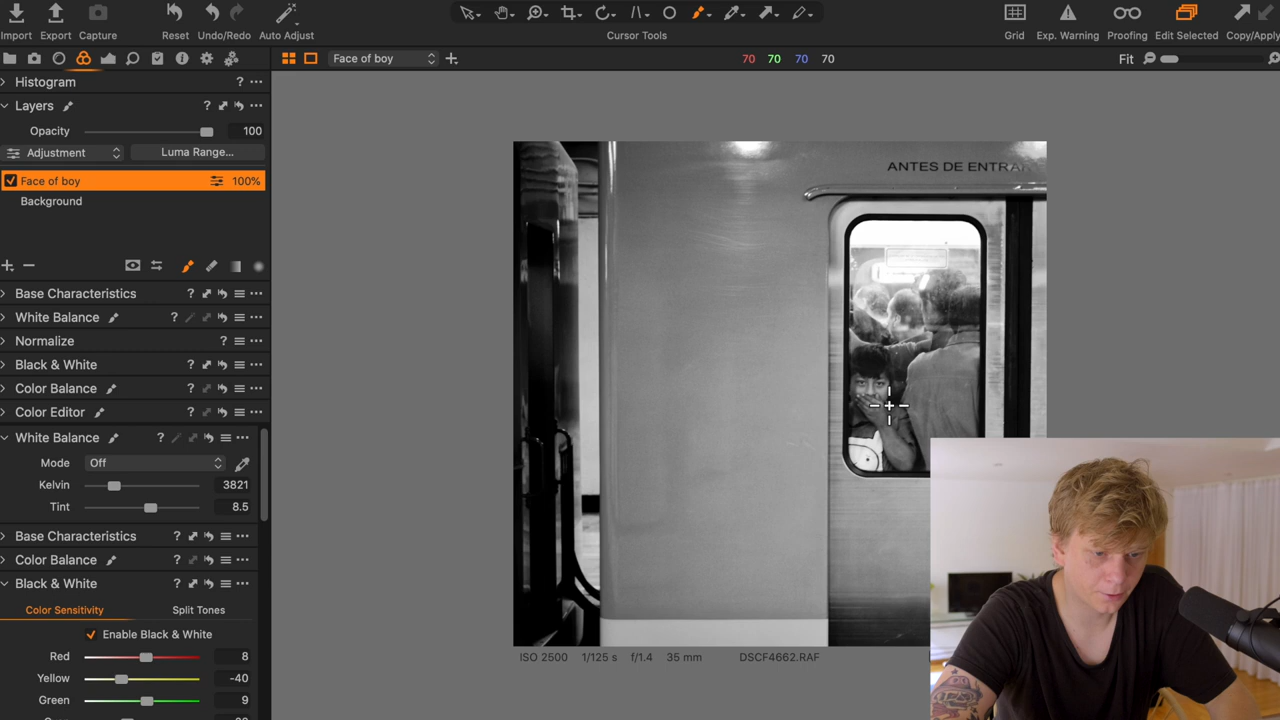 Import Export Capture Reset Undo/Redo Auto Adjust Cursor Tools Grid Exp. Warning Proofing Edit Selected Copy/Apply
Face of boy 70 70 70 70 Fit
Histogram ?
Layers ?
Opacity 100
Adjustment Luma Range...
Face of boy 100%
Background
Base Characteristics ?
White Balance ?
Normalize ?
Black & White ?
Color Balance ?
Color Editor ?
White Balance ?
Mode Off
Kelvin 3821
Tint 8.5
Base Characteristics ?
Color Balance ?
Black & White ?
Color Sensitivity Split Tones
Enable Black & White
Red 8
Yellow -40
Green 9
ANTES DE ENTRAR
ISO 2500 1/125 s f/1.4 35 mm DSCF4662.RAF